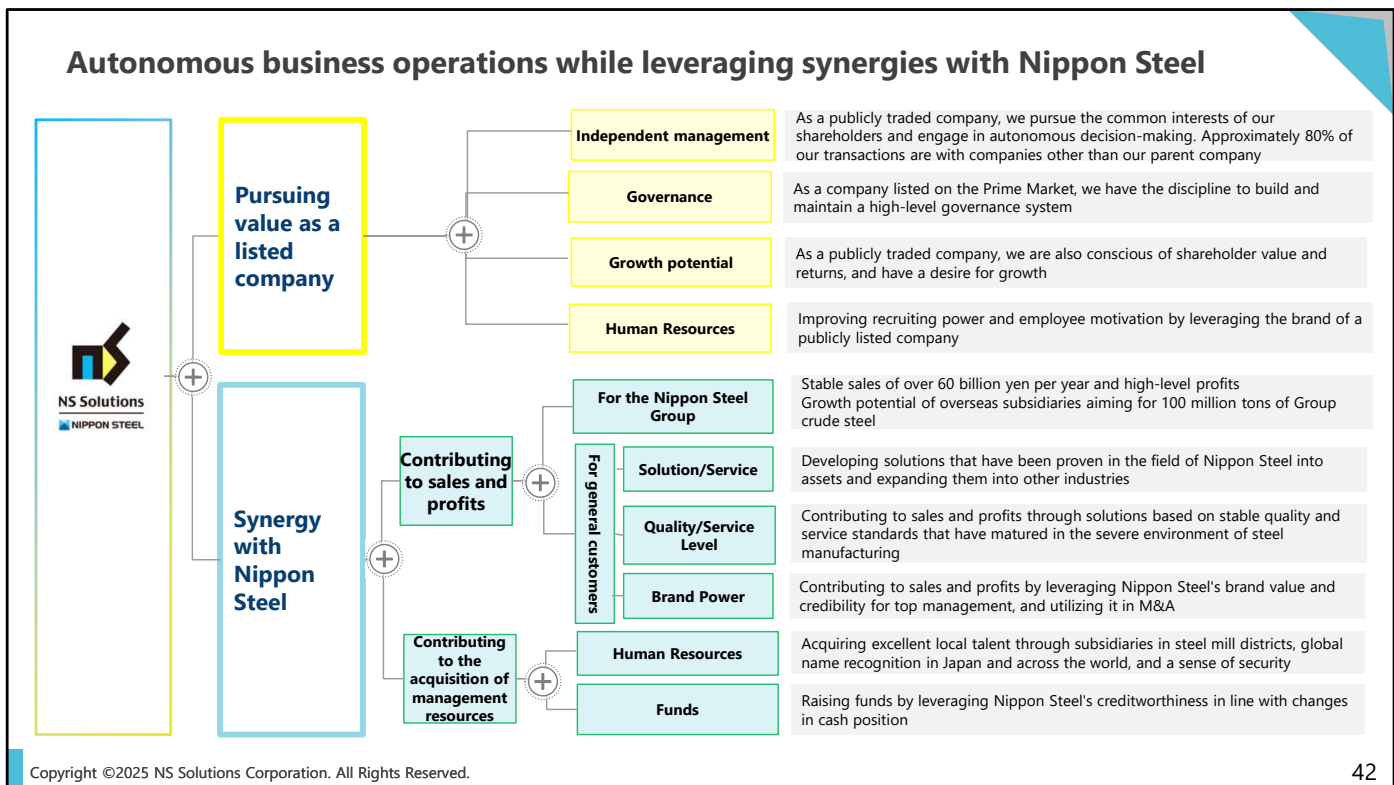 Autonomous business operations while leveraging synergies with Nippon Steel
NS Solutions
NIPPON STEEL
Pursuing
value as a
listed
company
Independent management
As a publicly traded company, we pursue the common interests of our
shareholders and engage in autonomous decision-making. Approximately 80% of
our transactions are with companies other than our parent company
Governance
As a company listed on the Prime Market, we have the discipline to build and
maintain a high-level governance system
Growth potential
As a publicly traded company, we are also conscious of shareholder value and
returns, and have a desire for growth
Human Resources
Improving recruiting power and employee motivation by leveraging the brand of a
publicly listed company
Synergy
with
Nippon
Steel
Contributing
to sales and
profits
For the Nippon Steel
Group
Stable sales of over 60 billion yen per year and high-level profits
Growth potential of overseas subsidiaries aiming for 100 million tons of Group
crude steel
For general customers
Solution/Service
Developing solutions that have been proven in the field of Nippon Steel into
assets and expanding them into other industries
Quality/Service
Level
Contributing to sales and profits through solutions based on stable quality and
service standards that have matured in the severe environment of steel
manufacturing
Brand Power
Contributing to sales and profits by leveraging Nippon Steel's brand value and
credibility for top management, and utilizing it in M&A
Contributing
to the
acquisition of
management
resources
Human Resources
Acquiring excellent local talent through subsidiaries in steel mill districts, global
name recognition in Japan and across the world, and a sense of security
Funds
Raising funds by leveraging Nippon Steel's creditworthiness in line with changes
in cash position
Copyright ©2025 NS Solutions Corporation. All Rights Reserved.
42